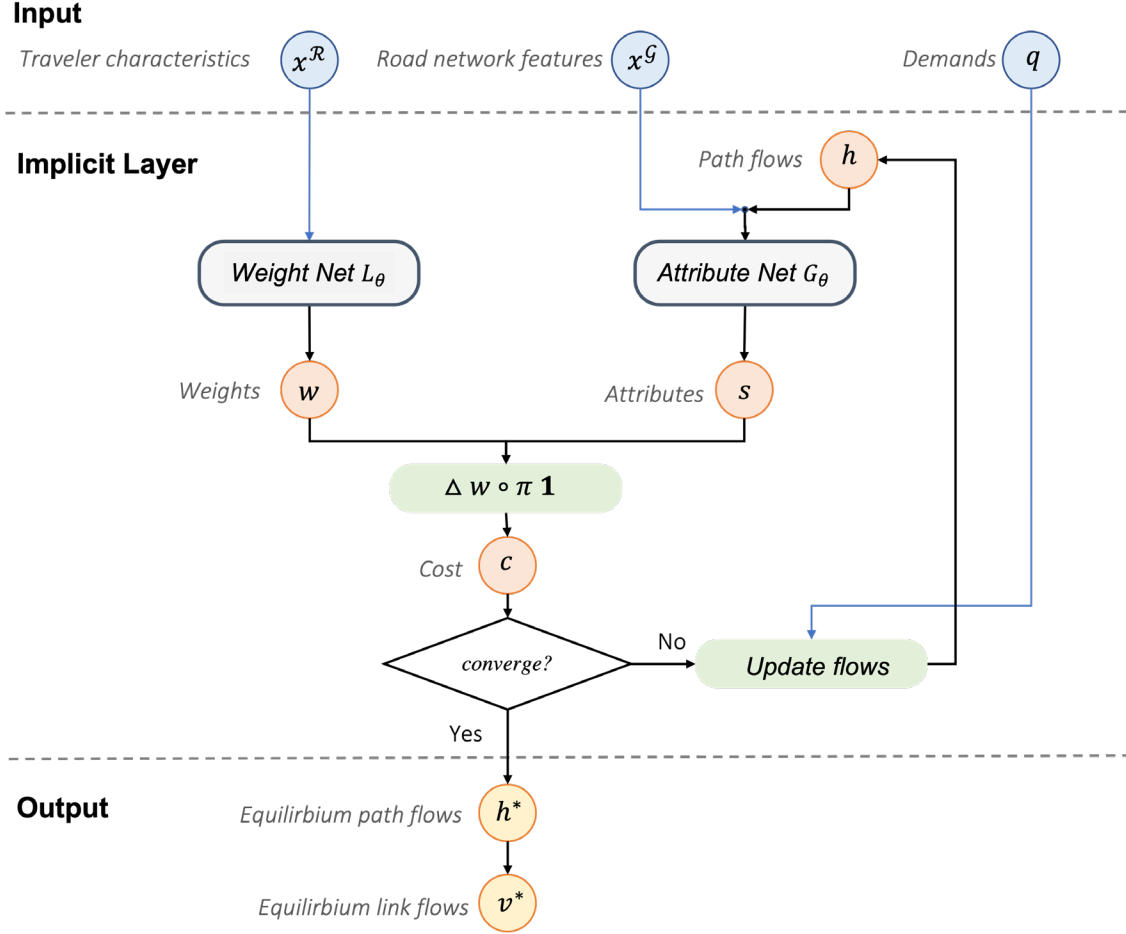 Input
Traveler characteristics
x^ℛ
Road network features
x^𝒢
Demands
q
Implicit Layer
Path flows
h
Weight Net L_θ
Attribute Net G_θ
Weights
w
Attributes
s
Δ w ∘ π 1
Cost
c
converge?
No
Update flows
Yes
Output
Equilirbium path flows
h*
Equilirbium link flows
v*